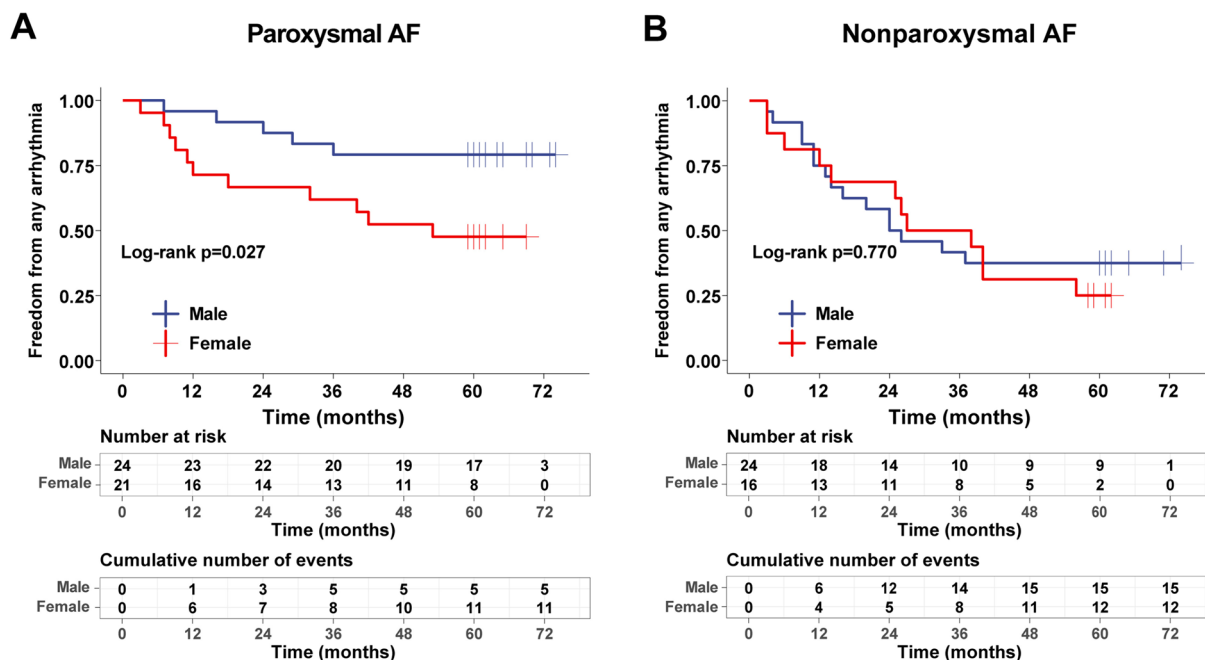 A
Paroxysmal AF
Freedom from any arrhythmia
1.00
0.75
0.50
0.25
0.00
Log-rank p=0.027
Male
Female
0 12 24 36 48 60 72
Time (months)
Number at risk
Male 24 23 22 20 19 17 3
Female 21 16 14 13 11 8 0
0 12 24 36 48 60 72
Time (months)
Cumulative number of events
Male 0 1 3 5 5 5 5
Female 0 6 7 8 10 11 11
0 12 24 36 48 60 72
Time (months)
B
Nonparoxysmal AF
Freedom from any arrhythmia
1.00
0.75
0.50
0.25
0.00
Log-rank p=0.770
Male
Female
0 12 24 36 48 60 72
Time (months)
Number at risk
Male 24 18 14 10 9 9 1
Female 16 13 11 8 5 2 0
0 12 24 36 48 60 72
Time (months)
Cumulative number of events
Male 0 6 12 14 15 15 15
Female 0 4 5 8 11 12 12
0 12 24 36 48 60 72
Time (months)